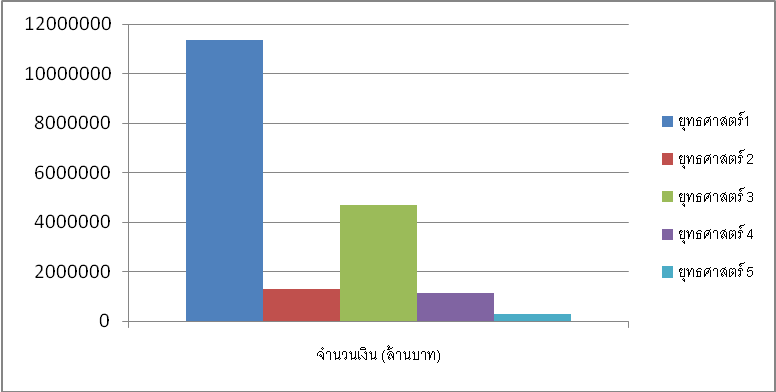 12000000
10000000
8000000
6000000
4000000
2000000
0
จำนวนเงิน (ล้านบาท)
ยุทธศาสตร์1
ยุทธศาสตร์ 2
ยุทธศาสตร์ 3
ยุทธศาสตร์ 4
ยุทธศาสตร์ 5